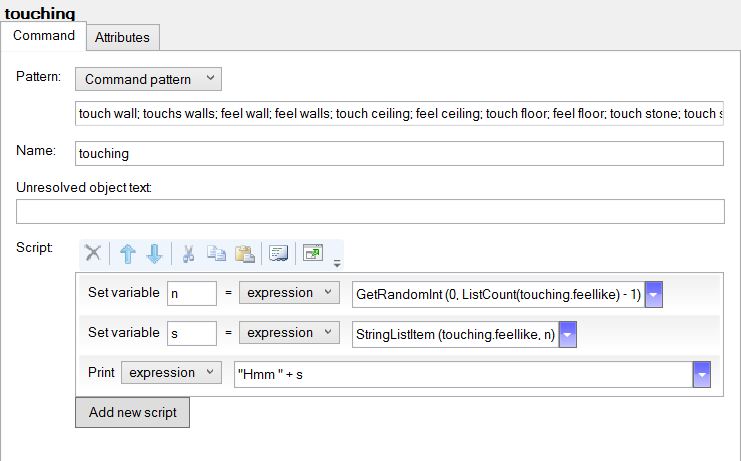 touching
Command
Attributes
Pattern:
Command pattern
touch wall; touchs walls; feel wall; feel walls; touch ceiling; feel ceiling; touch floor; feel floor; touch stone; touch s
Name:
touching
Unresolved object text:
Script:
Set variable n = expression GetRandomInt (0, ListCount(touching.feellike) - 1)
Set variable s = expression StringListItem (touching.feellike, n)
Print expression "Hmm " + s
Add new script